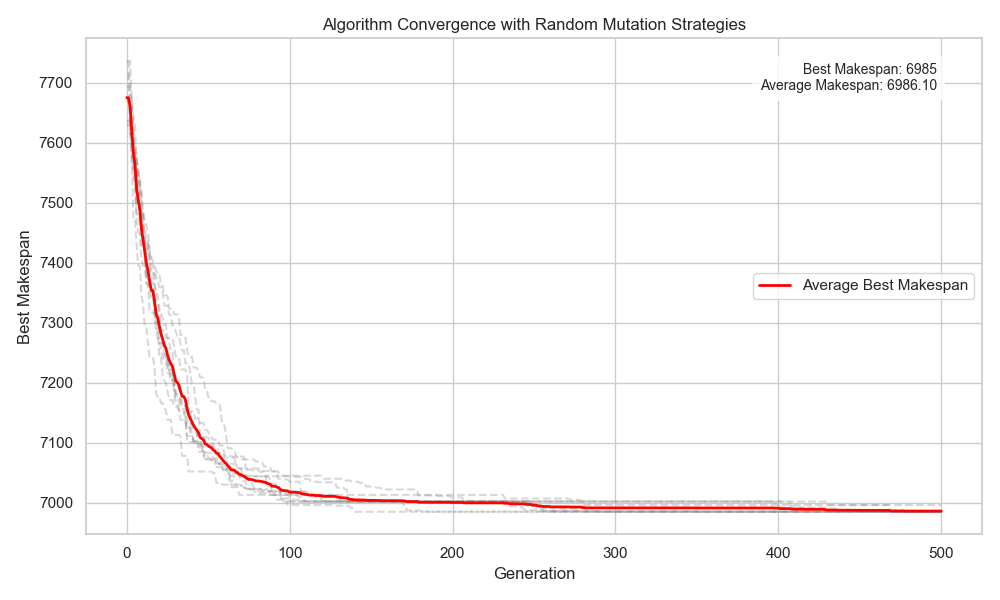 Algorithm Convergence with Random Mutation Strategies
Best Makespan: 6985
Average Makespan: 6986.10
Average Best Makespan
Best Makespan
7700
7600
7500
7400
7300
7200
7100
7000
0
100
200
300
400
500
Generation